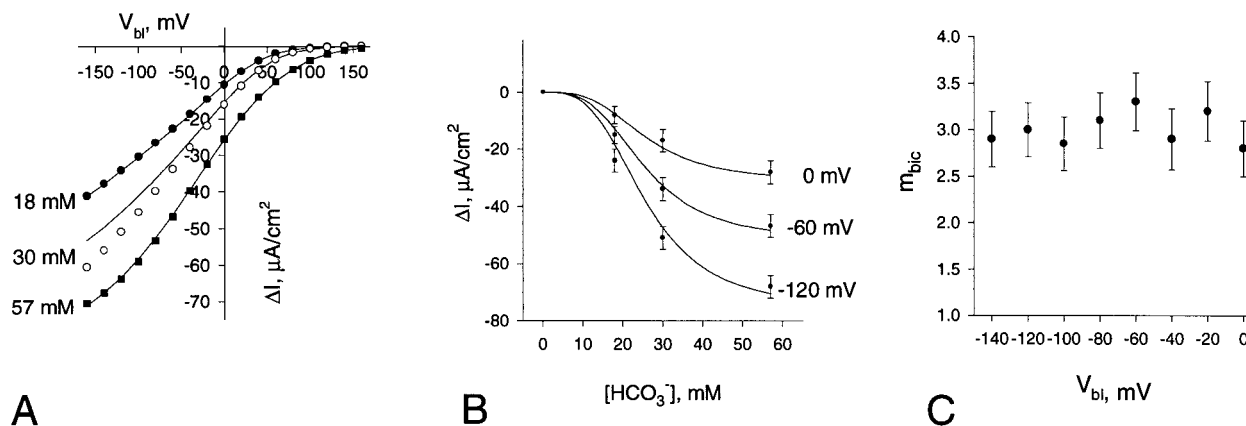 V_bl, mV
-150 -100 -50 0 50 100 150
-10
-20
-30
-40
-50
-60
-70
18 mM
30 mM
57 mM
ΔI, μA/cm²
A
0
-20
-40
-60
-80
ΔI, μA/cm²
0 mV
-60 mV
-120 mV
0 10 20 30 40 50 60
[HCO₃⁻], mM
B
4.0
3.5
3.0
2.5
2.0
1.5
1.0
m_bic
-140 -120 -100 -80 -60 -40 -20 0
V_bl, mV
C